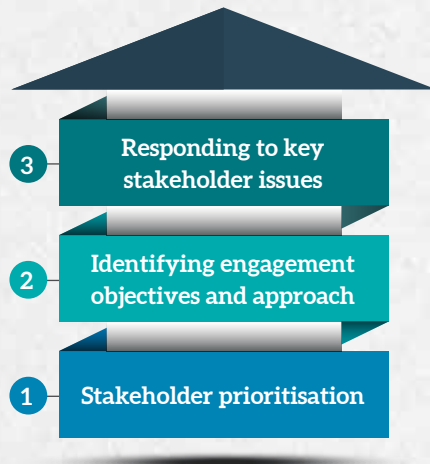 3
Responding to key
stakeholder issues
2
Identifying engagement
objectives and approach
1
Stakeholder prioritisation